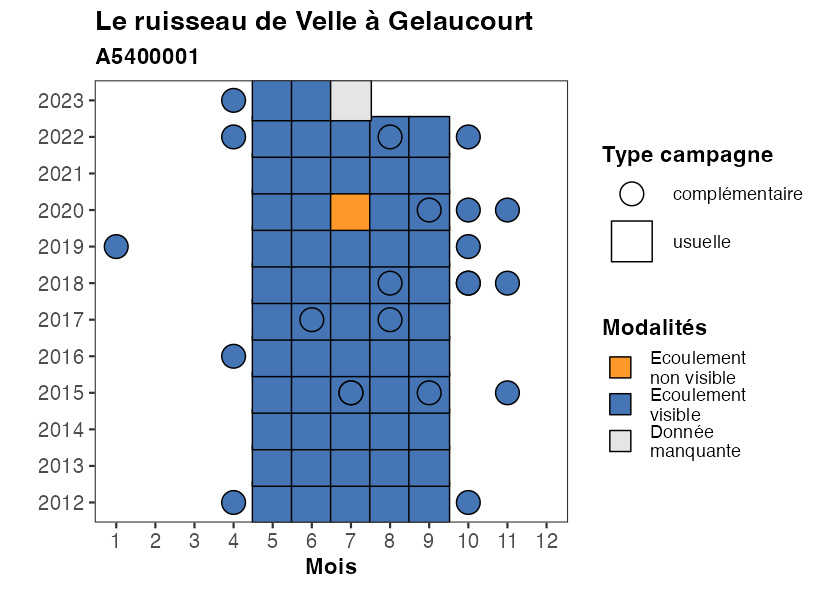 Le ruisseau de Velle à Gelaucourt
A5400001
2023
2022
2021
2020
2019
2018
2017
2016
2015
2014
2013
2012
1 2 3 4 5 6 7 8 9 10 11 12
Mois
Type campagne
complémentaire
usuelle
Modalités
Ecoulement
non visible
Ecoulement
visible
Donnée
manquante